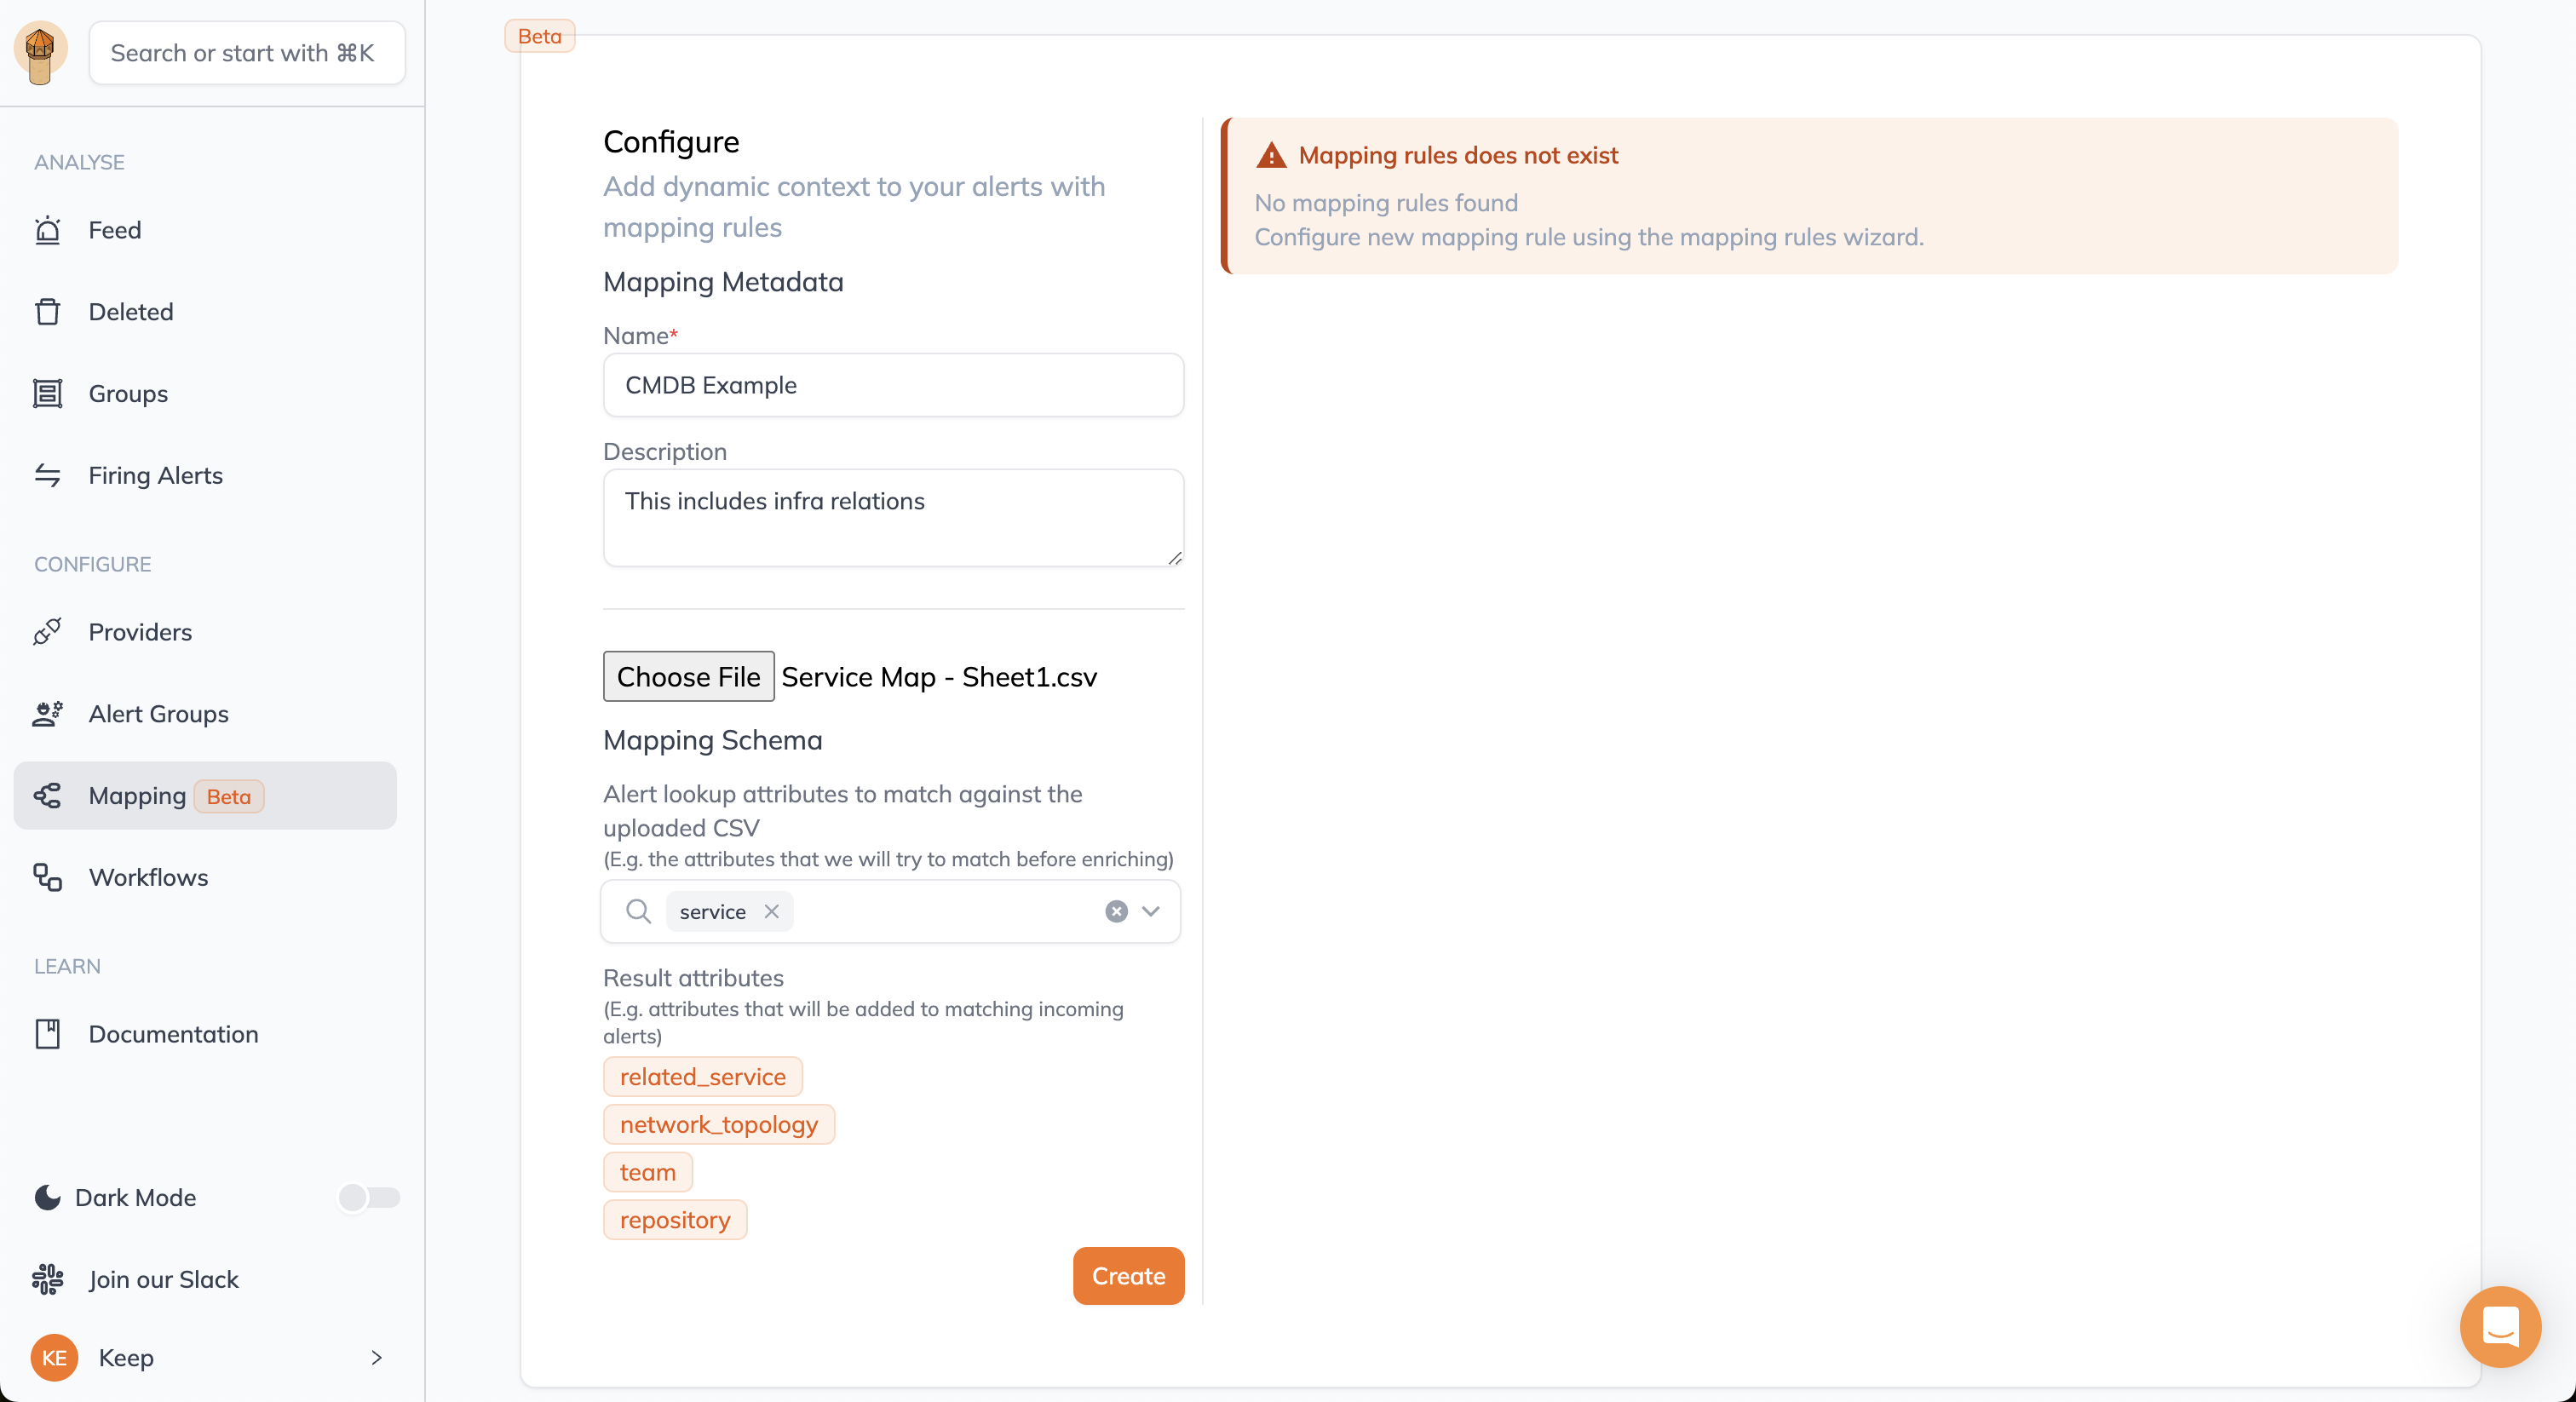 Search or start with ⌘K
ANALYSE
Feed
Deleted
Groups
Firing Alerts
CONFIGURE
Providers
Alert Groups
Mapping Beta
Workflows
LEARN
Documentation
Dark Mode
Join our Slack
KE Keep
Beta
Configure
Add dynamic context to your alerts with
mapping rules
Mapping Metadata
Name*
CMDB Example
Description
This includes infra relations
Choose File Service Map - Sheet1.csv
Mapping Schema
Alert lookup attributes to match against the
uploaded CSV
(E.g. the attributes that we will try to match before enriching)
service
Result attributes
(E.g. attributes that will be added to matching incoming
alerts)
related_service
network_topology
team
repository
Create
Mapping rules does not exist
No mapping rules found
Configure new mapping rule using the mapping rules wizard.